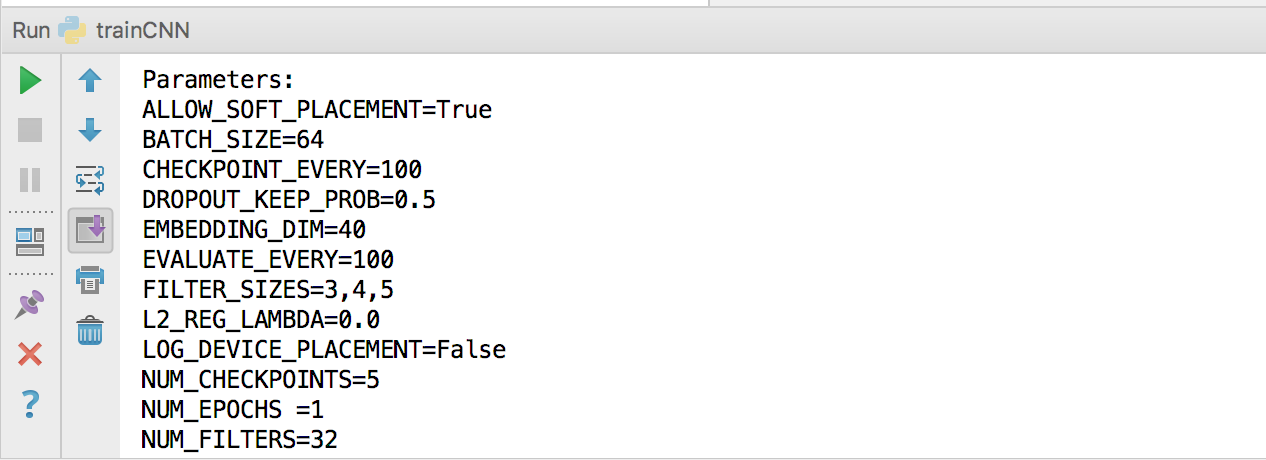 Run trainCNN
Parameters:
ALLOW_SOFT_PLACEMENT=True
BATCH_SIZE=64
CHECKPOINT_EVERY=100
DROPOUT_KEEP_PROB=0.5
EMBEDDING_DIM=40
EVALUATE_EVERY=100
FILTER_SIZES=3,4,5
L2_REG_LAMBDA=0.0
LOG_DEVICE_PLACEMENT=False
NUM_CHECKPOINTS=5
NUM_EPOCHS =1
NUM_FILTERS=32